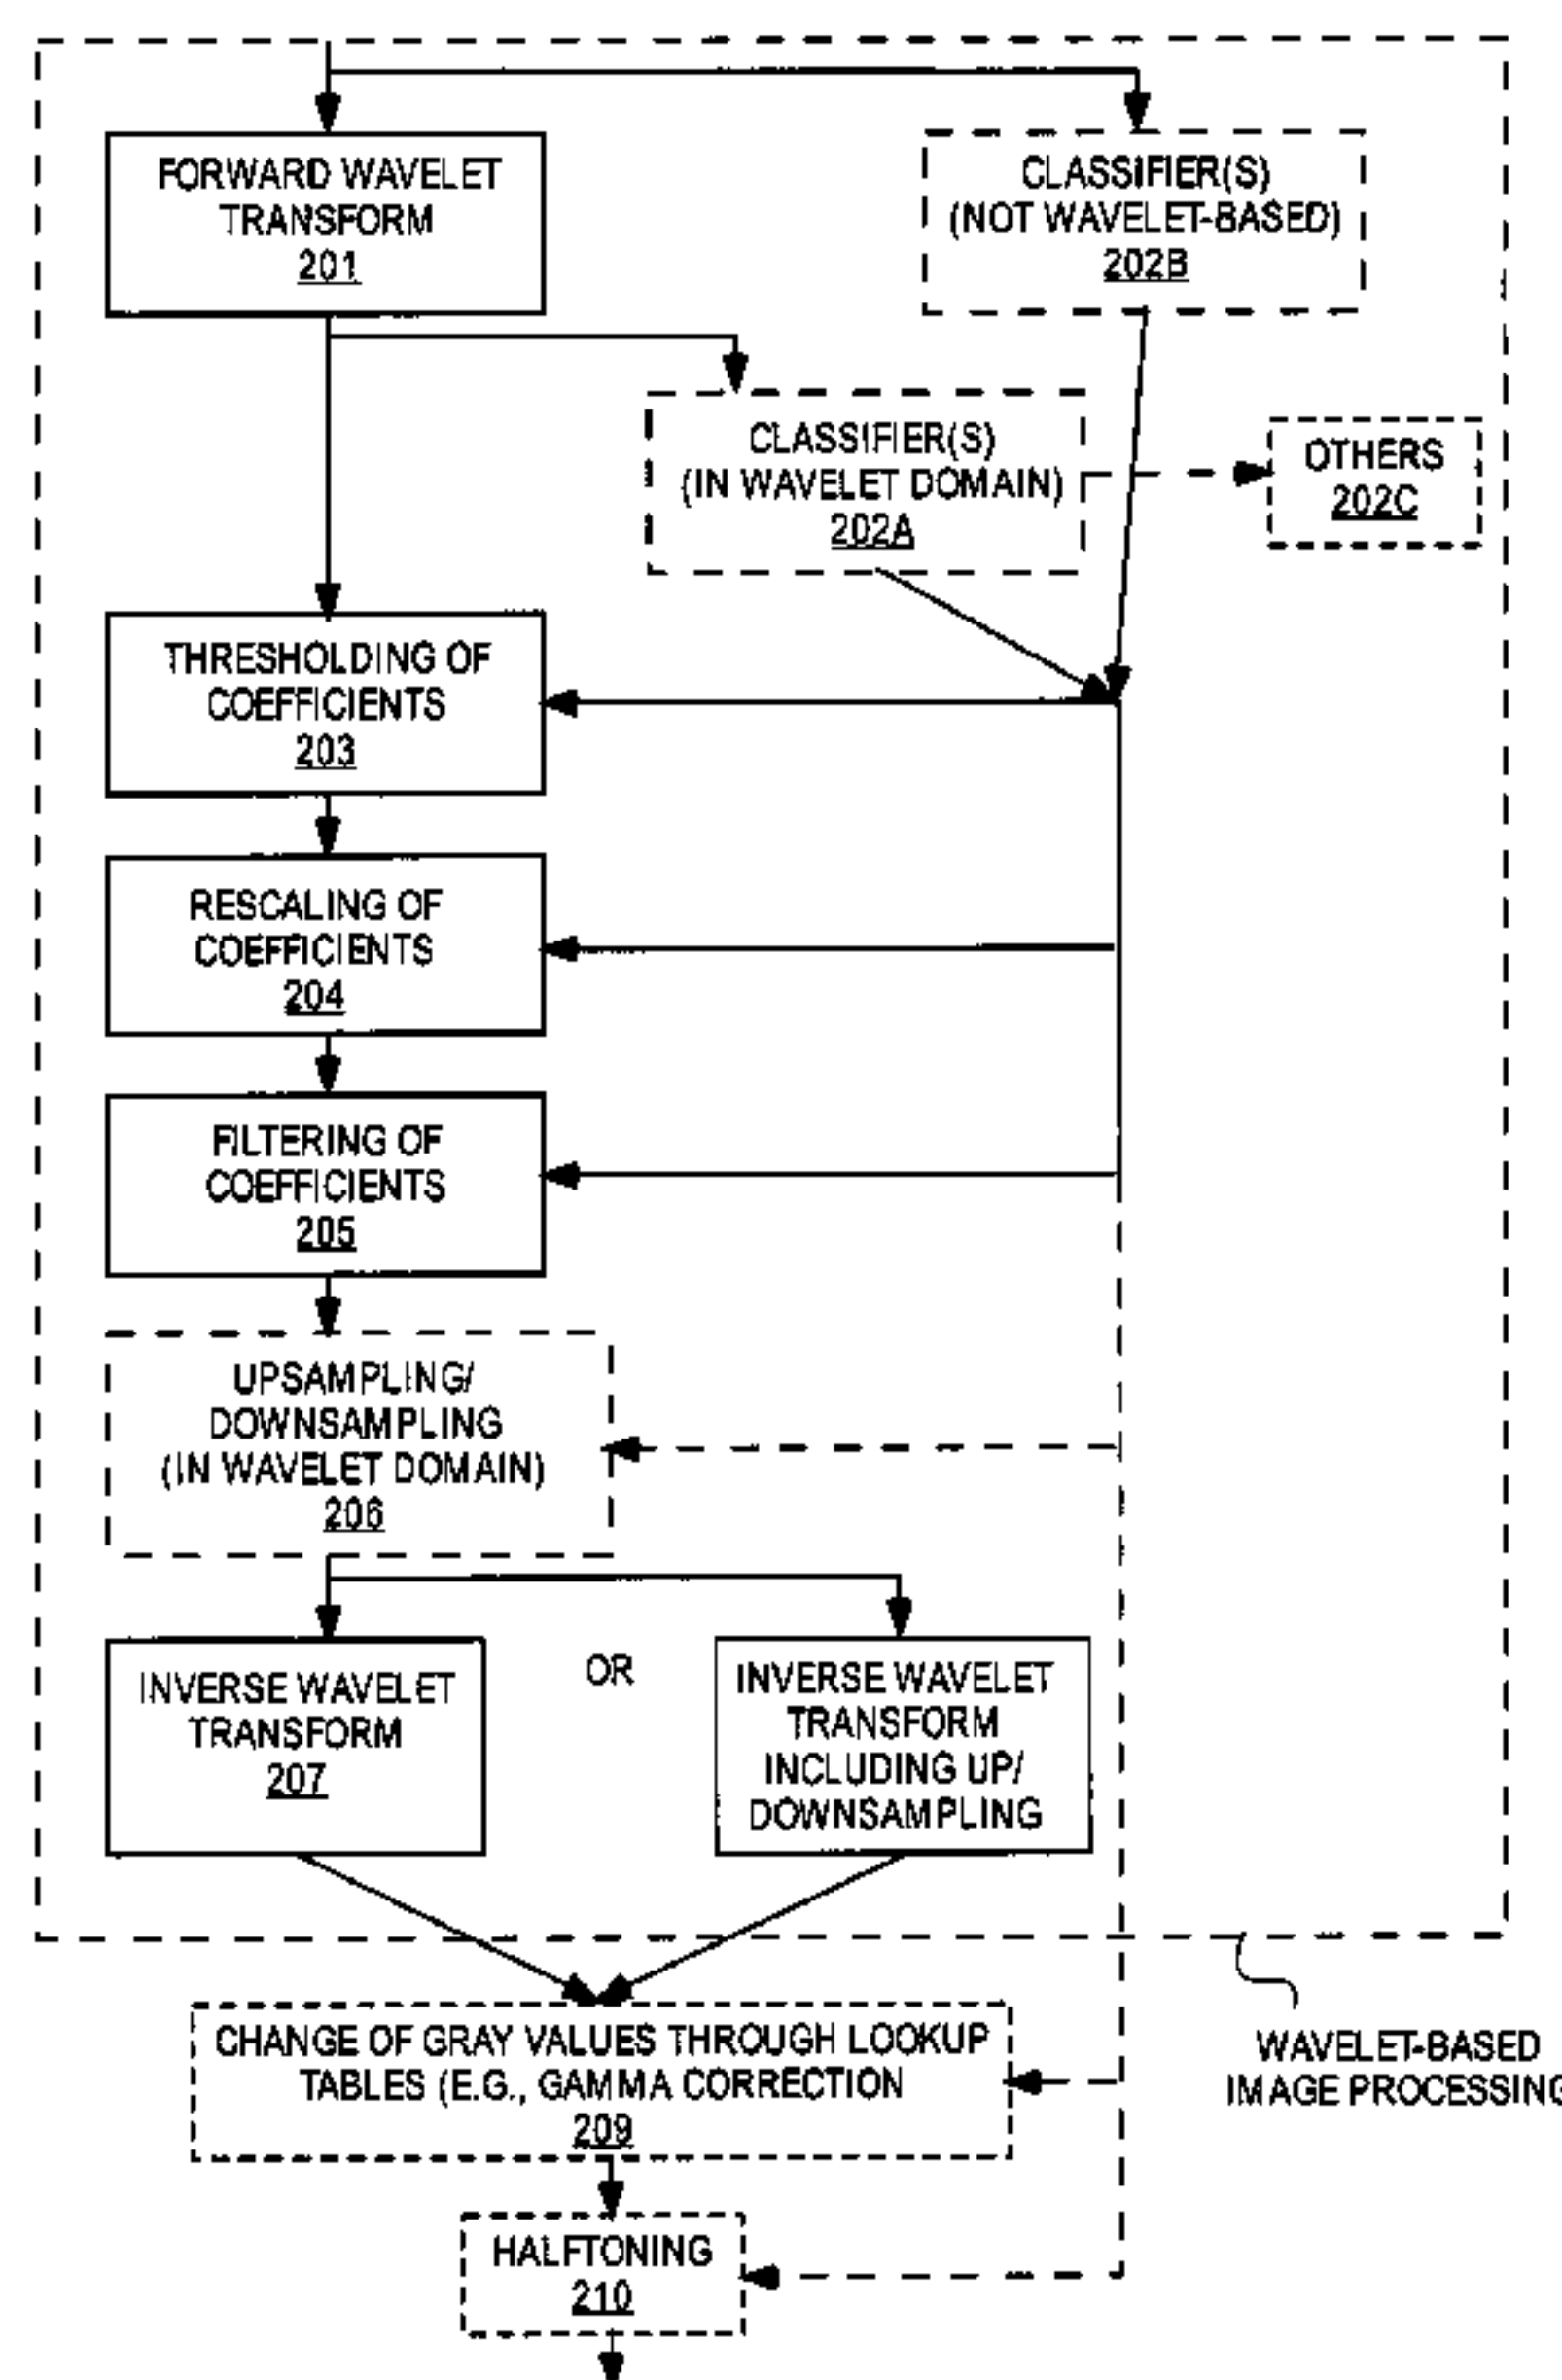 FORWARD WAVELET
TRANSFORM
201
CLASSIFIER(S)
(NOT WAVELET-BASED)
202B
CLASSIFIER(S)
(IN WAVELET DOMAIN)
202A
OTHERS
202C
THRESHOLDING OF
COEFFICIENTS
203
RESCALING OF
COEFFICIENTS
204
FILTERING OF
COEFFICIENTS
205
UPSAMPLING/
DOWNSAMPLING
(IN WAVELET DOMAIN)
206
INVERSE WAVELET
TRANSFORM
207
OR
INVERSE WAVELET
TRANSFORM
INCLUDING UP/
DOWNSAMPLING
CHANGE OF GRAY VALUES THROUGH LOOKUP
TABLES (E.G., GAMMA CORRECTION
209
WAVELET-BASED
IMAGE PROCESSING
HALFTONING
210